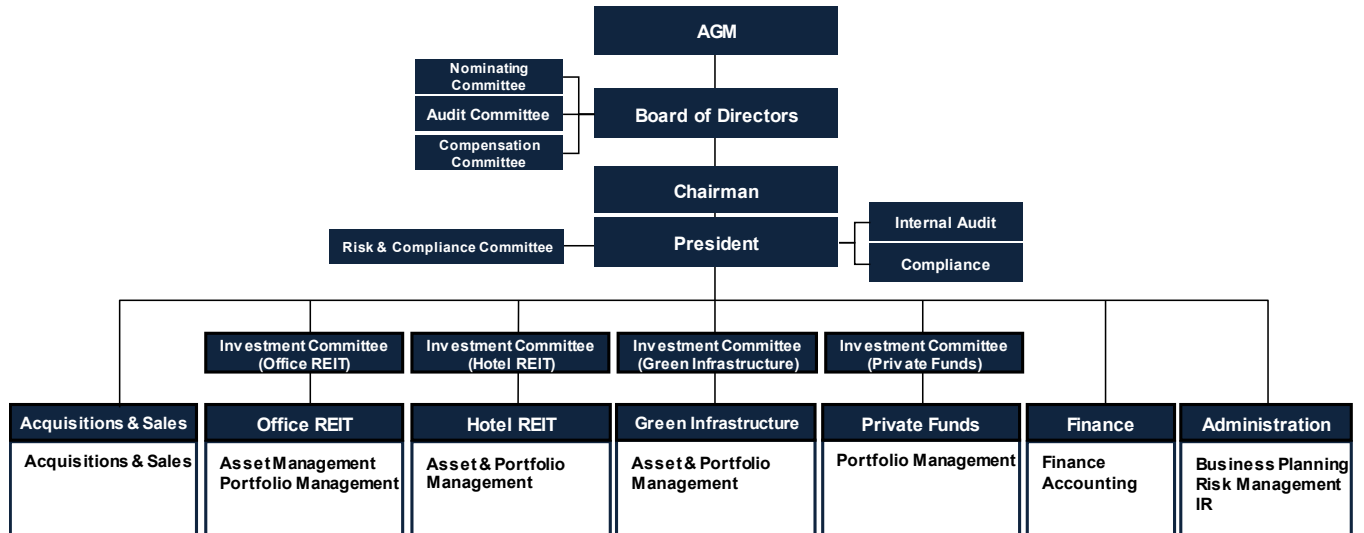 AGM
Nominating
Committee
Audit Committee
Compensation
Committee
Board of Directors
Chairman
President
Risk & Compliance Committee
Internal Audit
Compliance
Investment Committee
(Office REIT)
Investment Committee
(Hotel REIT)
Investment Committee
(Green Infrastructure)
Investment Committee
(Private Funds)
Acquisitions & Sales
Acquisitions & Sales
Office REIT
Asset Management
Portfolio Management
Hotel REIT
Asset & Portfolio
Management
Green Infrastructure
Asset & Portfolio
Management
Private Funds
Portfolio Management
Finance
Finance
Accounting
Administration
Business Planning
Risk Management
IR